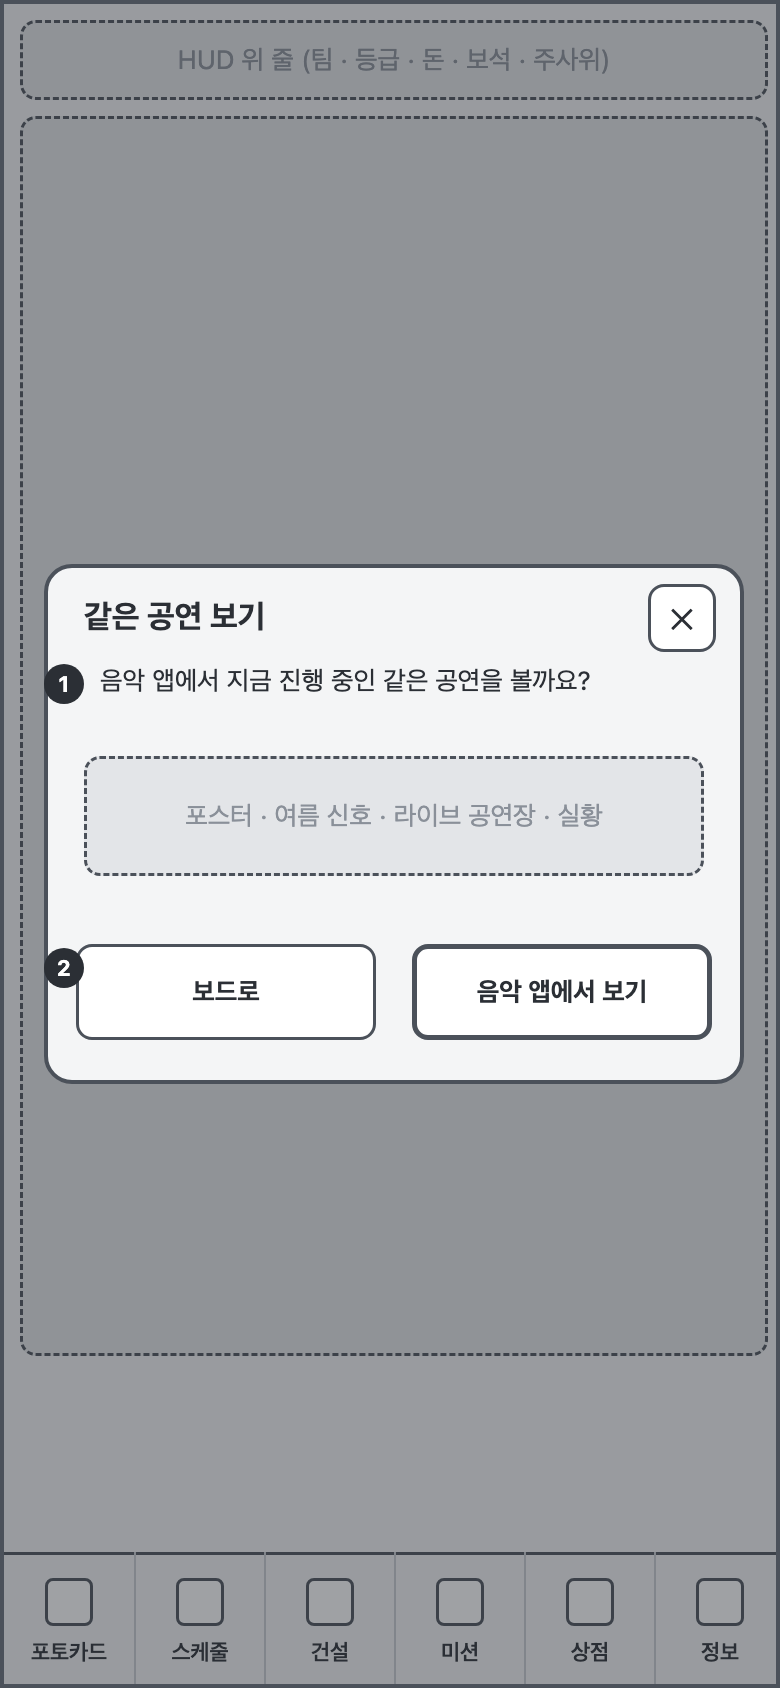 HUD 위 줄 (팀 · 등급 · 돈 · 보석 · 주사위)
같은 공연 보기
1 음악 앱에서 지금 진행 중인 같은 공연을 볼까요?
포스터 · 여름 신호 · 라이브 공연장 · 실황
2 보드로 음악 앱에서 보기
포토카드 스케줄 건설 미션 상점 정보